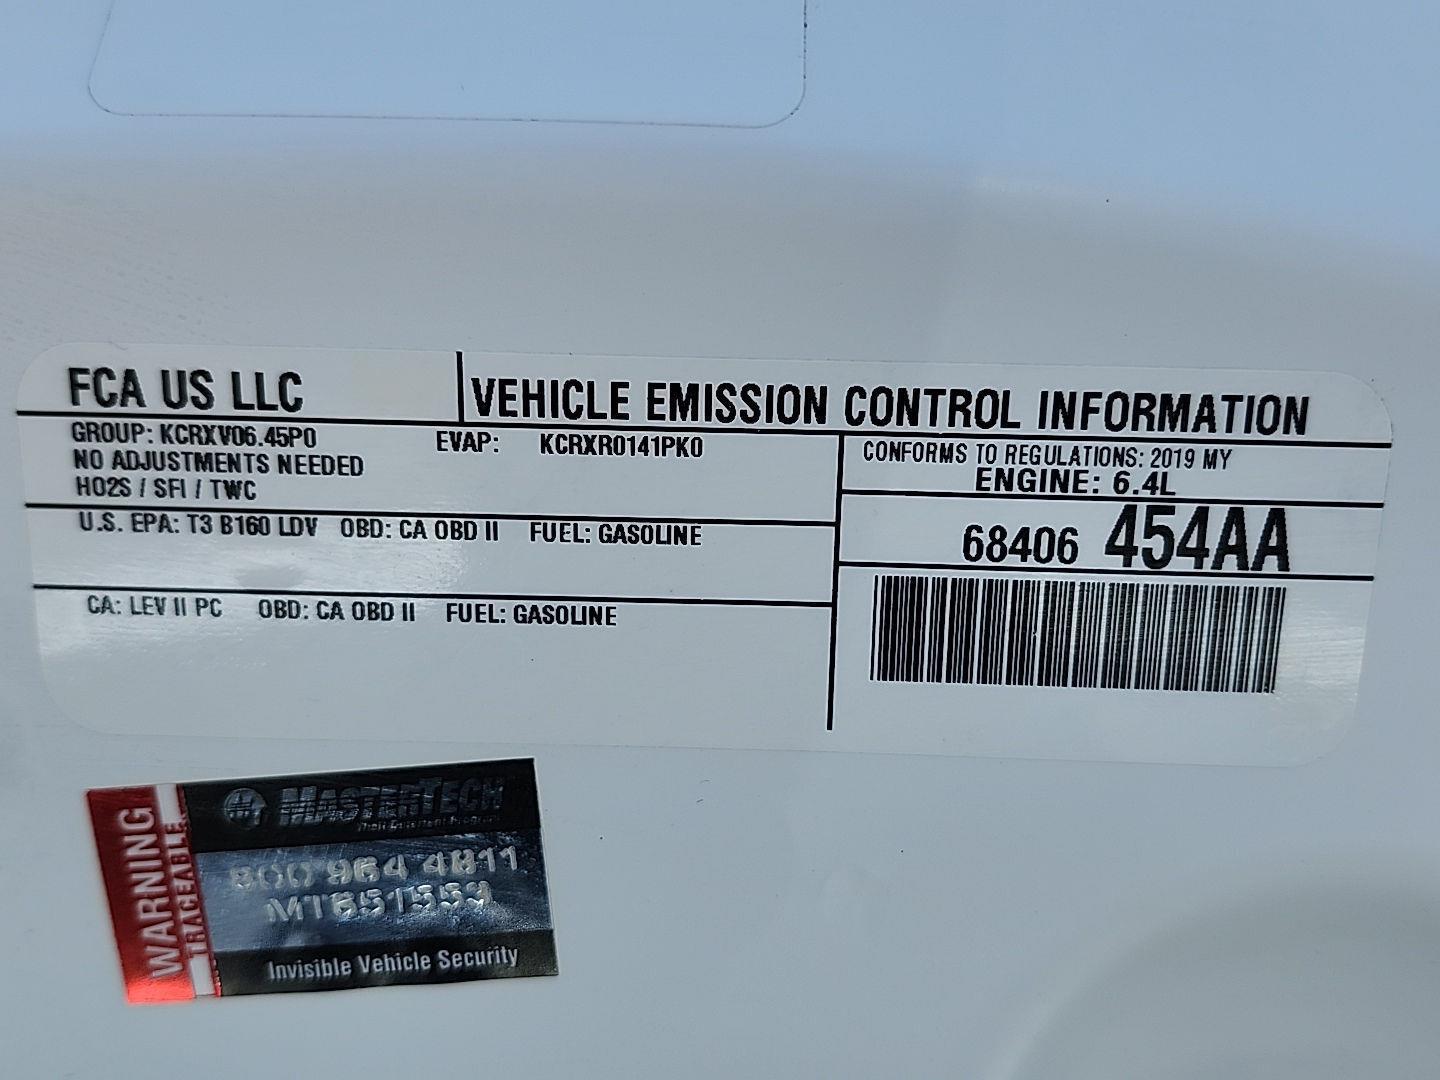 FCA US LLC
VEHICLE EMISSION CONTROL INFORMATION
GROUP: KCRXV06.45P0 EVAP: KCRXR0141PK0
NO ADJUSTMENTS NEEDED
HO2S / SFI / TWC
CONFORMS TO REGULATIONS: 2019 MY
ENGINE: 6.4L
U.S. EPA: T3 B160 LDV OBD: CA OBD II FUEL: GASOLINE
68406 454AA
CA: LEV II PC OBD: CA OBD II FUEL: GASOLINE
WARNING
TRACEABLE
MASTERTECH
800 964 4811
MT651553
Invisible Vehicle Security